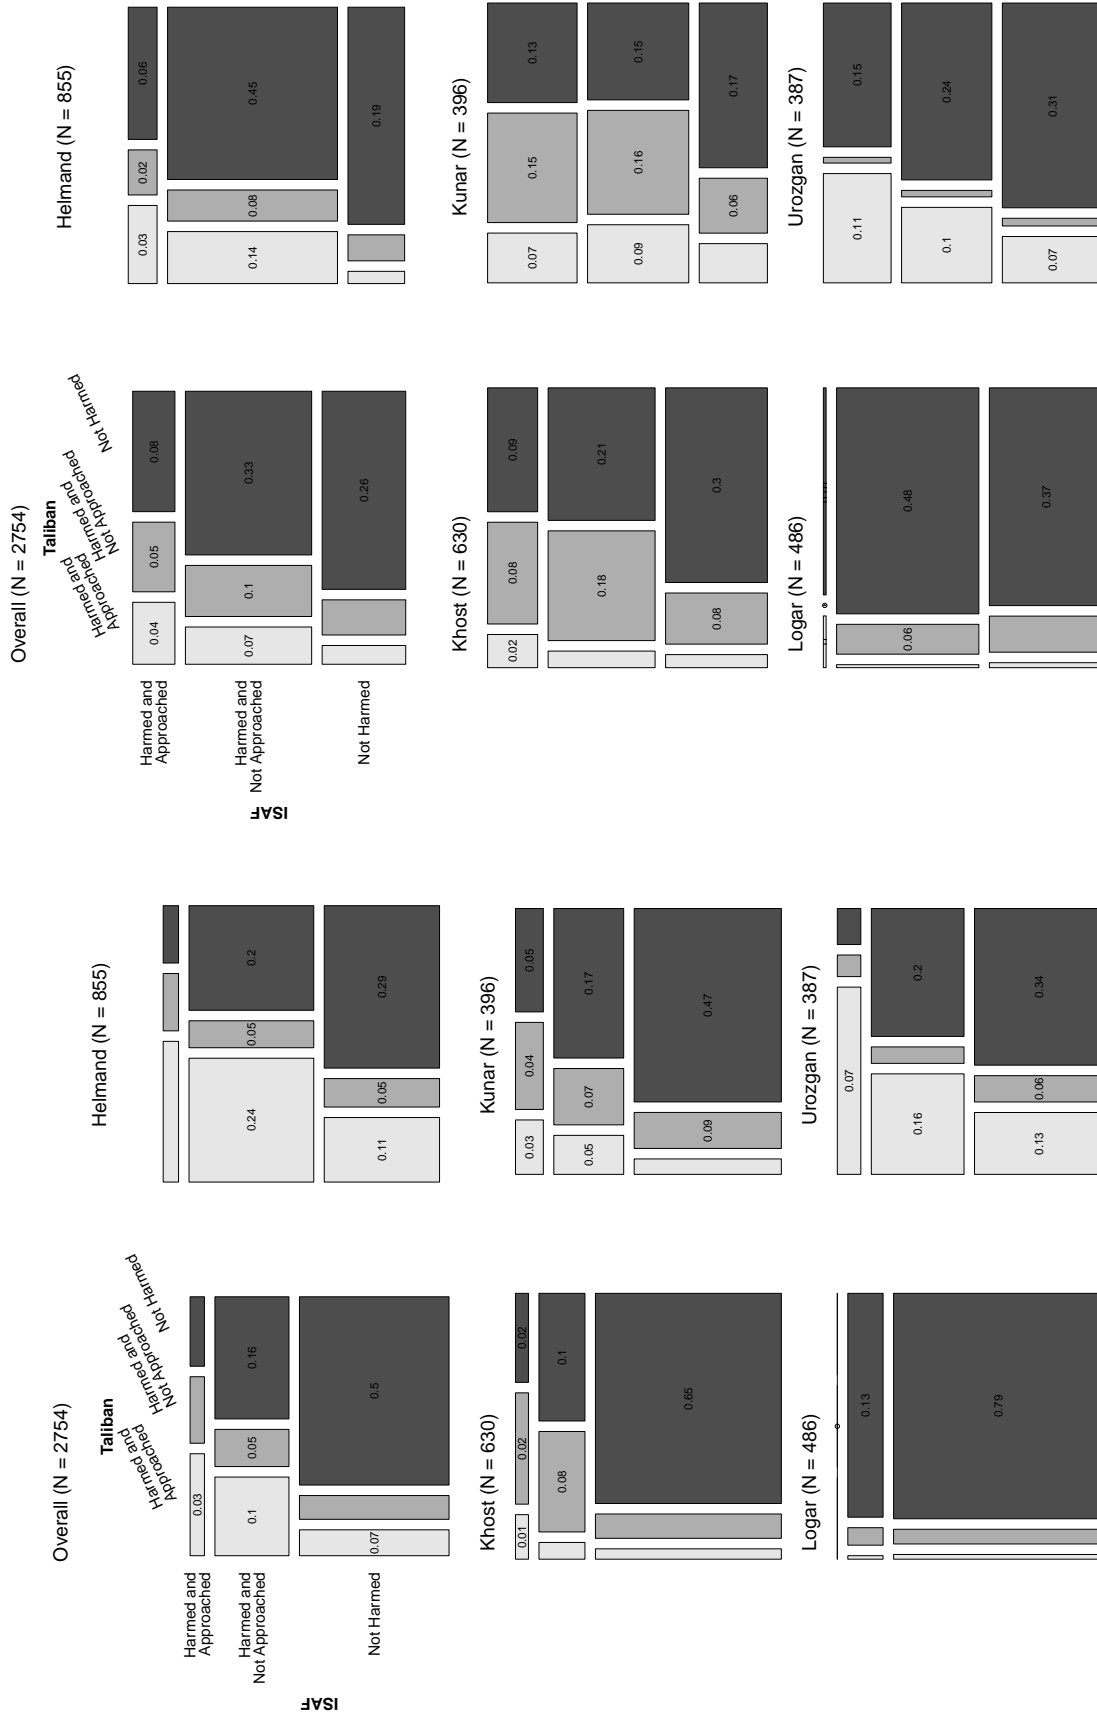 Overall (N = 2754)
Taliban
Harmed and
Approached
Harmed and
Not Approached
Not Harmed
ISAF
Harmed and
Approached
Harmed and
Not Approached
Not Harmed
0.03
0.1 0.05 0.16
0.07 0.5
Helmand (N = 855)
0.24 0.05 0.2
0.11 0.05 0.29
Khost (N = 630)
0.01 0.02 0.02
0.08 0.1
0.65
Kunar (N = 396)
0.03 0.04 0.05
0.05 0.07 0.17
0.09 0.47
Logar (N = 486)
0.13
0.79
Urozgan (N = 387)
0.07
0.16 0.2
0.13 0.06 0.34
Overall (N = 2754)
Taliban
Harmed and
Approached
Harmed and
Not Approached
Not Harmed
ISAF
Harmed and
Approached
Harmed and
Not Approached
Not Harmed
0.04 0.05 0.08
0.07 0.1 0.33
0.26
Helmand (N = 855)
0.03 0.02 0.06
0.14 0.08 0.45
0.19
Khost (N = 630)
0.02 0.08 0.09
0.18 0.21
0.08 0.3
Kunar (N = 396)
0.07 0.15 0.13
0.09 0.16 0.15
0.06 0.17
Logar (N = 486)
0.06 0.48
0.37
Urozgan (N = 387)
0.11 0.15
0.1 0.24
0.07 0.31